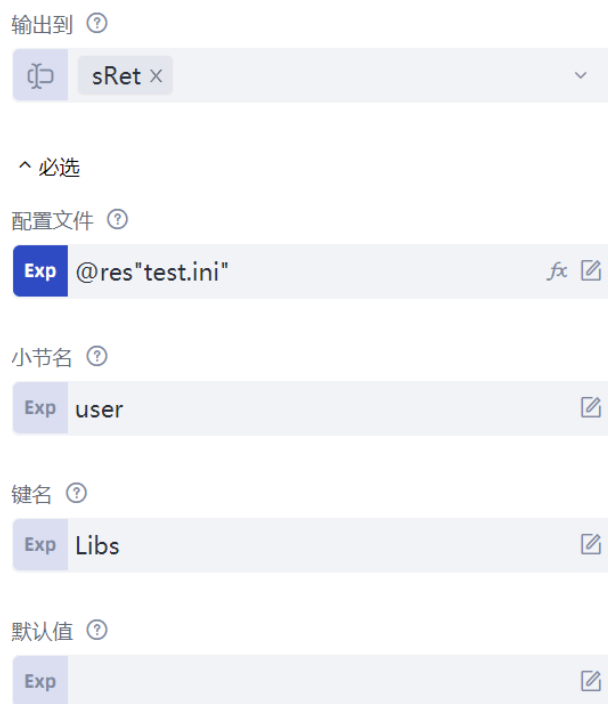 输出到
sRet
必选
配置文件
Exp @res"test.ini" fx
小节名
Exp user
键名
Exp Libs
默认值
Exp